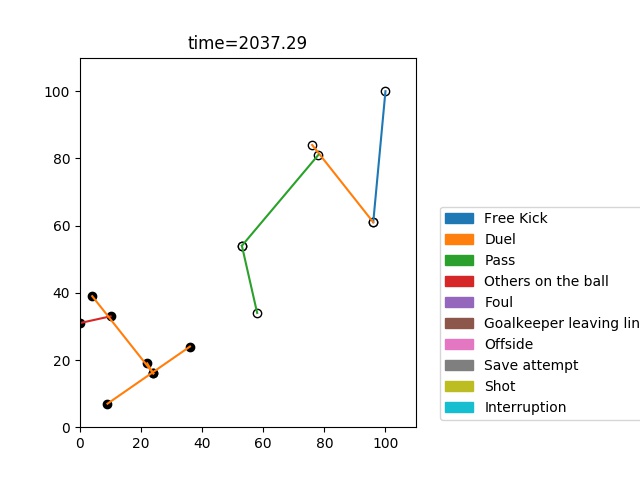 time=2037.29
100
80
60
40
20
0
0 20 40 60 80 100
Free Kick
Duel
Pass
Others on the ball
Foul
Goalkeeper leaving lin
Offside
Save attempt
Shot
Interruption